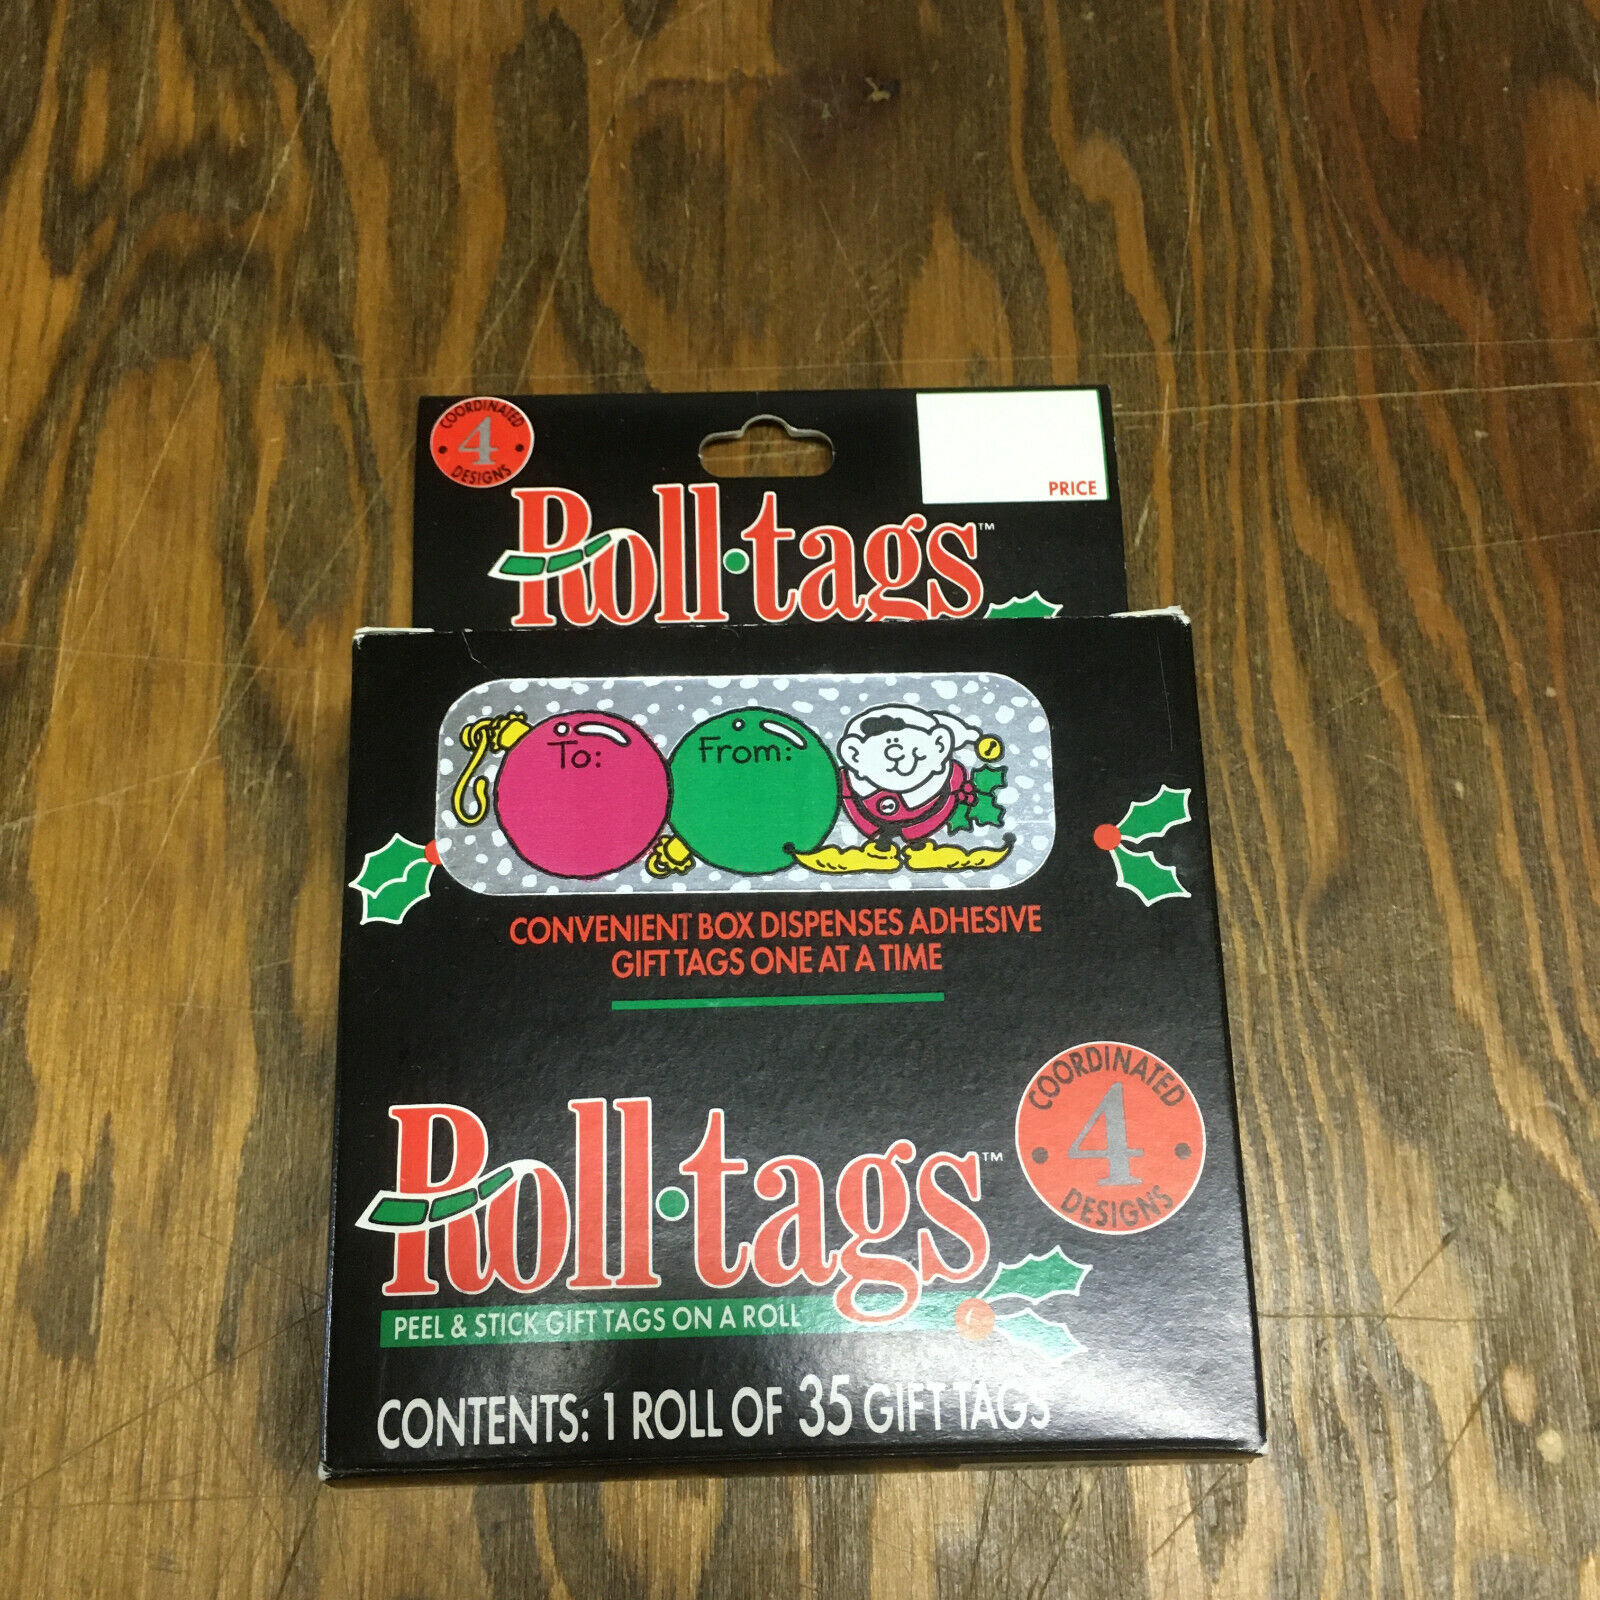 COORDINATED
4
DESIGNS
PRICE
Roll·tags™
To:
From:
CONVENIENT BOX DISPENSES ADHESIVE
GIFT TAGS ONE AT A TIME
COORDINATED
4
DESIGNS
Roll·tags™
PEEL & STICK GIFT TAGS ON A ROLL
CONTENTS: 1 ROLL OF 35 GIFT TAGS